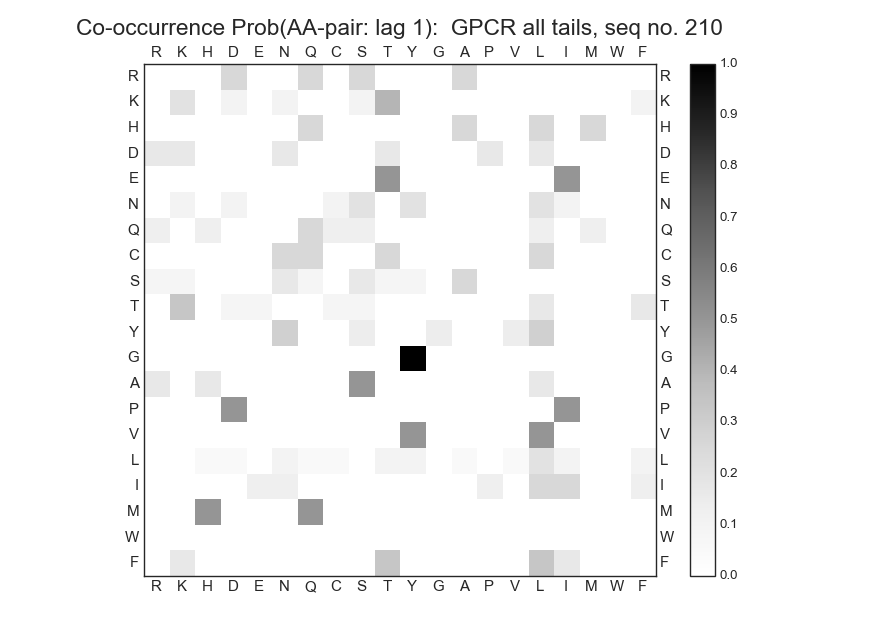 Co-occurrence Prob(AA-pair: lag 1):  GPCR all tails, seq no. 210
R K H D E N Q C S T Y G A P V L I M W F
R R
K K
H H
D D
E E
N N
Q Q
C C
S S
T T
Y Y
G G
A A
P P
V V
L L
I I
M M
W W
F F
R K H D E N Q C S T Y G A P V L I M W F
1.0
0.9
0.8
0.7
0.6
0.5
0.4
0.3
0.2
0.1
0.0